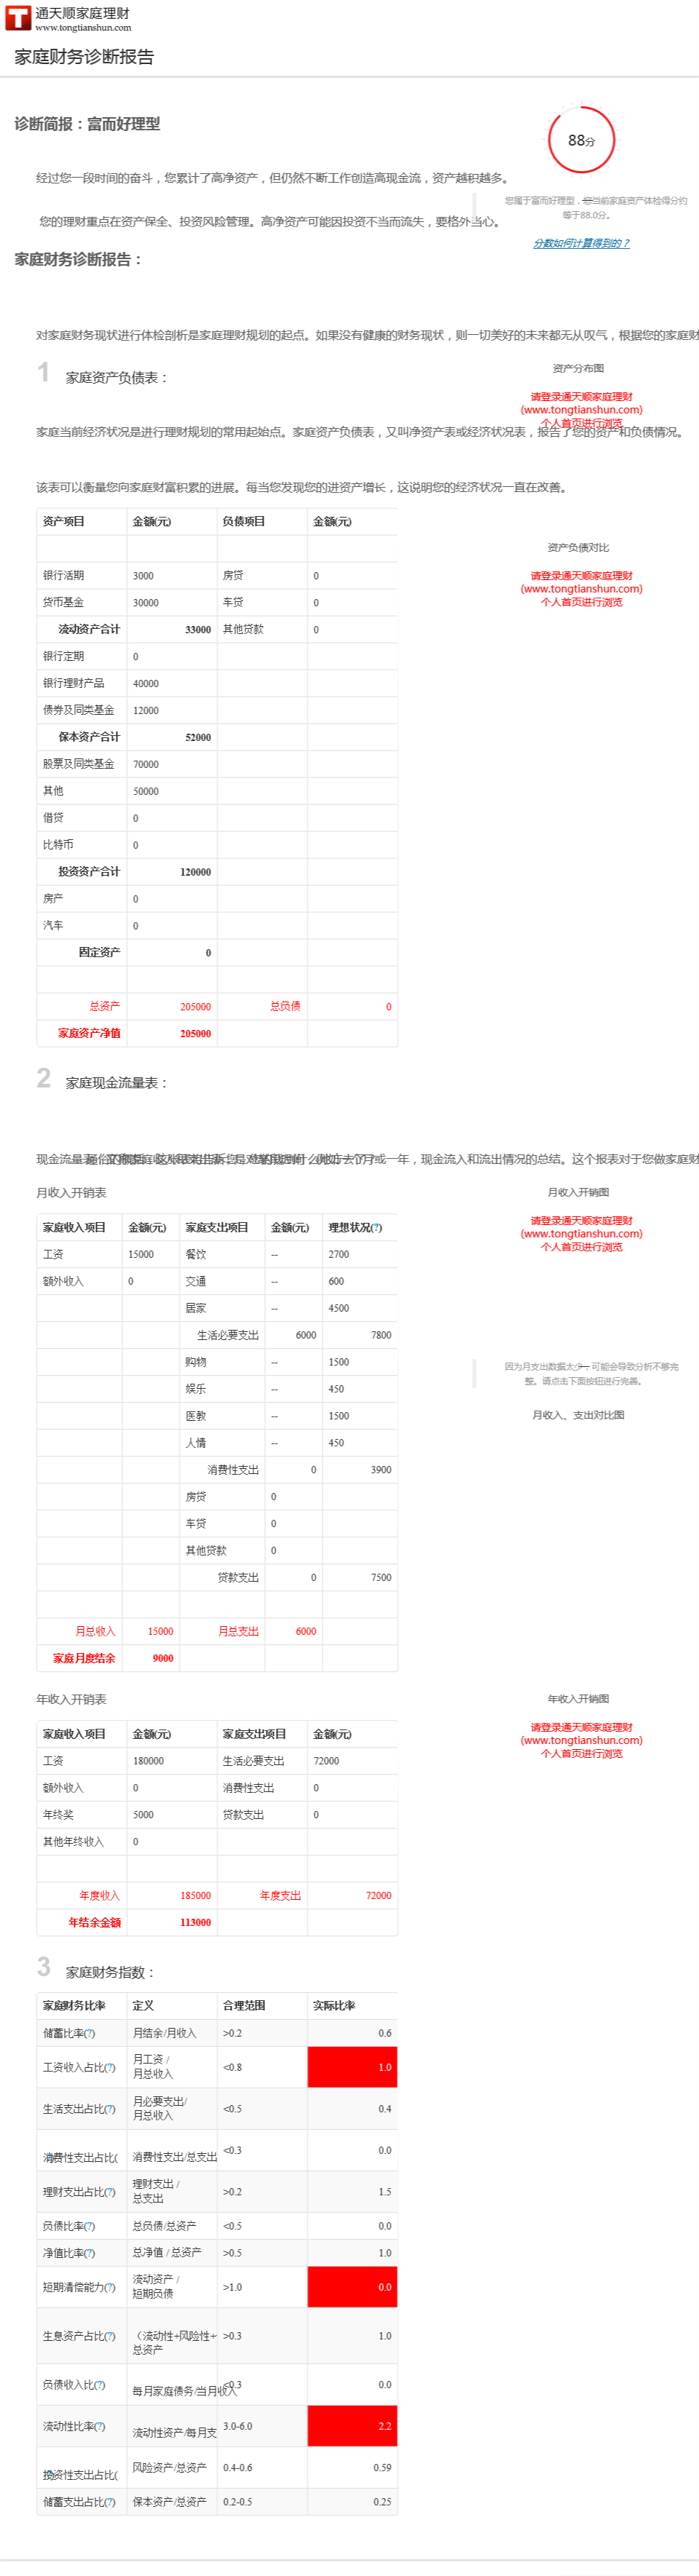 通天顺家庭理财
www.tongtianshun.com
家庭财务诊断报告
诊断简报：富而好理型
88分
经过您一段时间的奋斗，您累计了高净资产，但仍然不断工作创造高现金流，资产越积越多。
您属于富而好理型，您当前家庭资产体检得分约
等于88.0分。
您的理财重点在资产保全、投资风险管理。高净资产可能因投资不当而流失，要格外当心。
分数如何计算得到的？
家庭财务诊断报告：
对家庭财务现状进行体检剖析是家庭理财规划的起点。如果没有健康的财务现状，则一切美好的未来都无从叹气，根据您的家庭财
1 家庭资产负债表：
资产分布图
请登录通天顺家庭理财
(www.tongtianshun.com)
个人首页进行浏览
家庭当前经济状况是进行理财规划的常用起始点。家庭资产负债表，又叫净资产表或经济状况表，报告了您的资产和负债情况。
该表可以衡量您向家庭财富积累的进展。每当您发现您的进资产增长，这说明您的经济状况一直在改善。
资产项目 金额(元) 负债项目 金额(元)
银行活期 3000 房贷 0
货币基金 30000 车贷 0
流动资产合计 33000 其他贷款 0
银行定期 0
银行理财产品 40000
债券及同类基金 12000
保本资产合计 52000
股票及同类基金 70000
其他 50000
借贷 0
比特币 0
投资资产合计 120000
房产 0
汽车 0
固定资产 0
总资产 205000 总负债 0
家庭资产净值 205000
资产负债对比
请登录通天顺家庭理财
(www.tongtianshun.com)
个人首页进行浏览
2 家庭现金流量表：
现金流量表
或一年，现金流入和流出情况的总结。这个报表对于您做家庭财
月收入开销表
家庭收入项目 金额(元) 家庭支出项目 金额(元) 理想状况(?)
工资 15000 餐饮 -- 2700
额外收入 0 交通 -- 600
居家 -- 4500
生活必要支出 6000 7800
购物 -- 1500
娱乐 -- 450
医教 -- 1500
人情 -- 450
消费性支出 0 3900
房贷 0
车贷 0
其他贷款 0
贷款支出 0 7500
月总收入 15000 月总支出 6000
家庭月度结余 9000
月收入开销图
请登录通天顺家庭理财
(www.tongtianshun.com)
个人首页进行浏览
因为月支出数据太少，可能会导致分析不够完
整。请点击下面按钮进行完善。
月收入、支出对比图
年收入开销表
家庭收入项目 金额(元) 家庭支出项目 金额(元)
工资 180000 生活必要支出 72000
额外收入 0 消费性支出 0
年终奖 5000 贷款支出 0
其他年终收入 0
年度收入 185000 年度支出 72000
年结余金额 113000
年收入开销图
请登录通天顺家庭理财
(www.tongtianshun.com)
个人首页进行浏览
3 家庭财务指数：
家庭财务比率 定义 合理范围 实际比率
储蓄比率(?) 月结余/月收入 >0.2 0.6
工资收入占比(?) 月工资 /
月总收入 <0.8 1.0
生活支出占比(?) 月必要支出/
月总收入 <0.5 0.4
消费性支出占比( 消费性支出/总支出 <0.3 0.0
理财支出占比(?) 理财支出 /
总支出 >0.2 1.5
负债比率(?) 总负债/总资产 <0.5 0.0
净值比率(?) 总净值 / 总资产 >0.5 1.0
短期清偿能力(?) 流动资产 /
短期负债 >1.0 0.0
生息资产占比(?) （流动性+风险性+
总资产 >0.3 1.0
负债收入比(?) 每月家庭债务/当月收入 <0.3 0.0
流动性比率(?) 流动性资产/每月支 3.0-6.0 2.2
投资性支出占比( 风险资产/总资产 0.4-0.6 0.59
储蓄支出占比(?) 保本资产/总资产 0.2-0.5 0.25